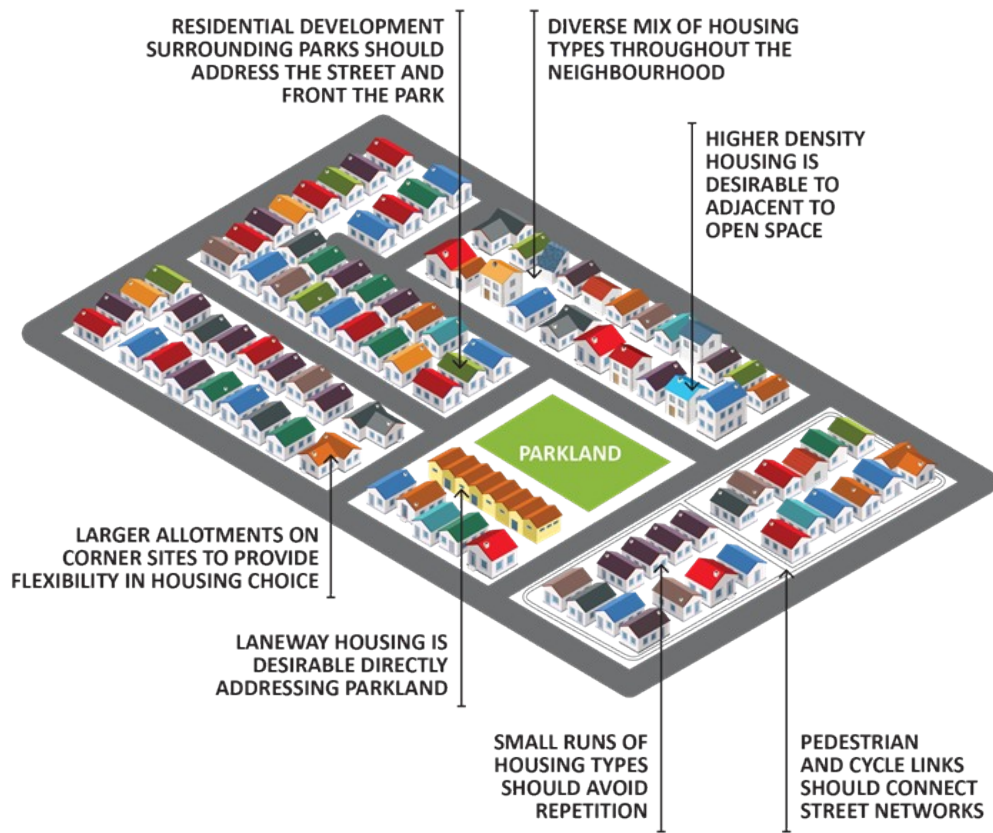 RESIDENTIAL DEVELOPMENT
SURROUNDING PARKS SHOULD
ADDRESS THE STREET AND
FRONT THE PARK
DIVERSE MIX OF HOUSING
TYPES THROUGHOUT THE
NEIGHBOURHOOD
HIGHER DENSITY
HOUSING IS
DESIRABLE TO
ADJACENT TO
OPEN SPACE
PARKLAND
LARGER ALLOTMENTS ON
CORNER SITES TO PROVIDE
FLEXIBILITY IN HOUSING CHOICE
LANEWAY HOUSING IS
DESIRABLE DIRECTLY
ADDRESSING PARKLAND
SMALL RUNS OF
HOUSING TYPES
SHOULD AVOID
REPETITION
PEDESTRIAN
AND CYCLE LINKS
SHOULD CONNECT
STREET NETWORKS